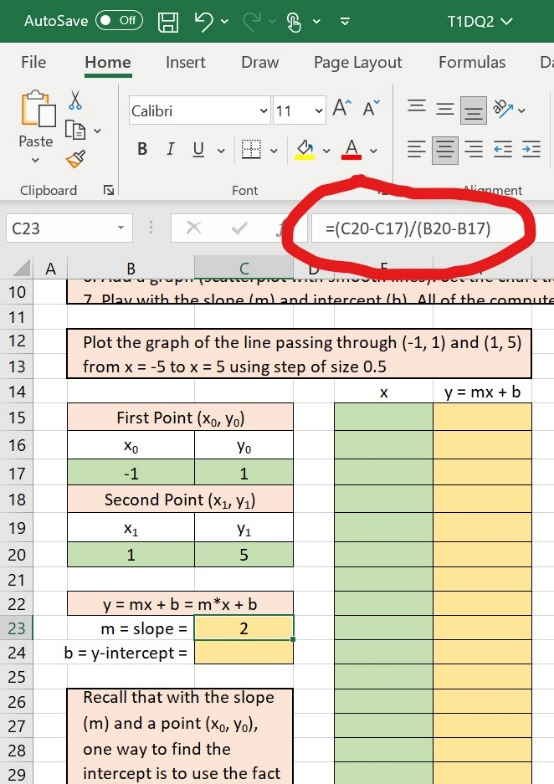 AutoSave Off T1DQ2
File Home Insert Draw Page Layout Formulas Da
Paste
Calibri 11 A^ A˅
B I U A
Clipboard Font Alignment
C23 =(C20-C17)/(B20-B17)
A B C D E
10 7. Play with the slope (m) and intercept (b). All of the compute
11
12 Plot the graph of the line passing through (-1, 1) and (1, 5)
13 from x = -5 to x = 5 using step of size 0.5
14 x y = mx + b
15 First Point (x₀, y₀)
16 x₀ y₀
17 -1 1
18 Second Point (x₁, y₁)
19 x₁ y₁
20 1 5
21
22 y = mx + b = m*x + b
23 m = slope = 2
24 b = y-intercept =
25
26 Recall that with the slope
27 (m) and a point (x₀, y₀),
28 one way to find the
29 intercept is to use the fact